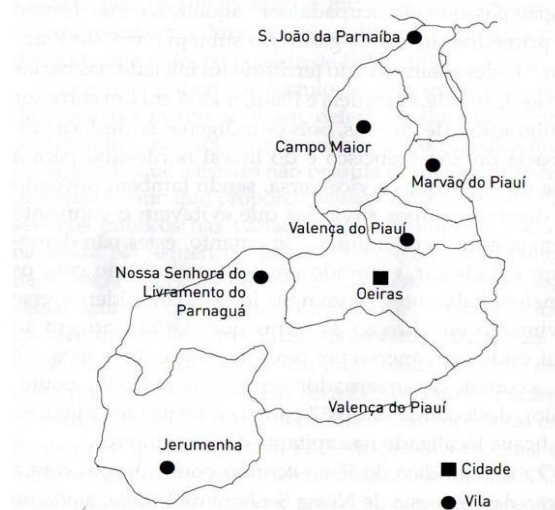 S. João da Parnaíba
Campo Maior
Marvão do Piauí
Valença do Piauí
Nossa Senhora do
Livramento do
Parnaguá
Oeiras
Valença do Piauí
Jerumenha
Cidade
Vila